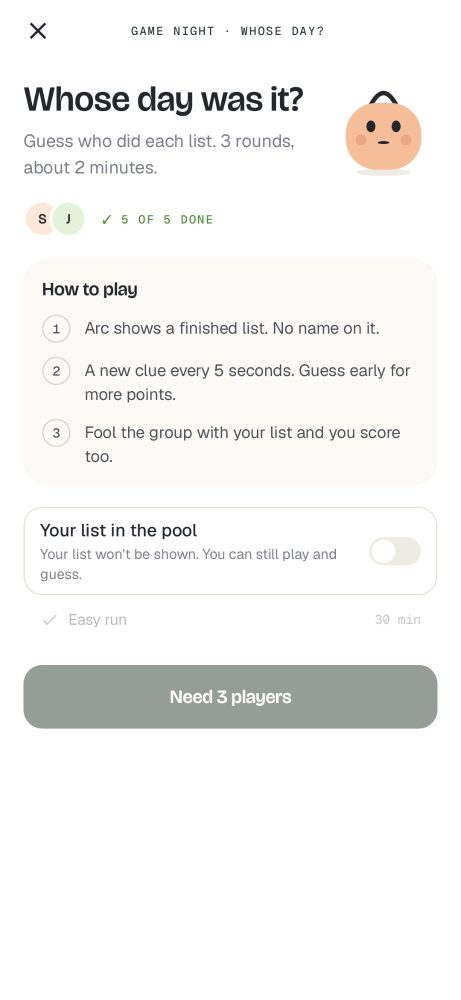 GAME NIGHT · WHOSE DAY?
Whose day was it?
Guess who did each list. 3 rounds,
about 2 minutes.
S J ✓ 5 OF 5 DONE
How to play
1 Arc shows a finished list. No name on it.
2 A new clue every 5 seconds. Guess early for
more points.
3 Fool the group with your list and you score
too.
Your list in the pool
Your list won't be shown. You can still play and
guess.
Easy run 30 min
Need 3 players